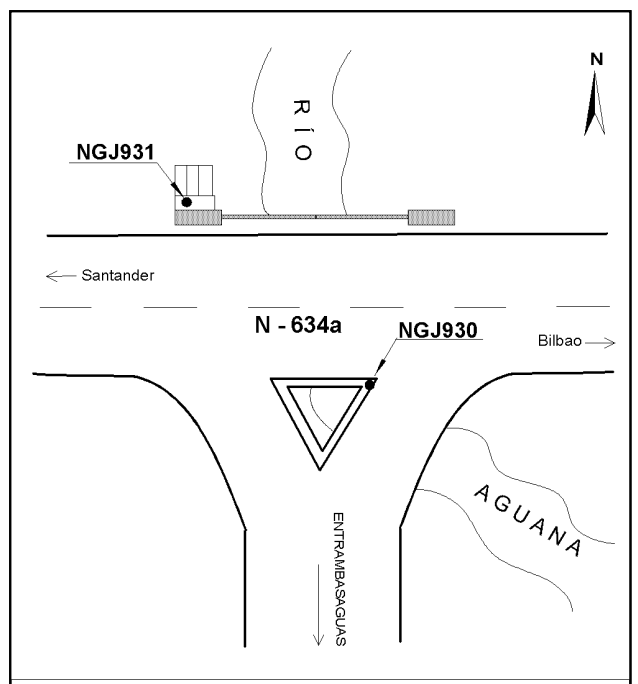 N
RÍO
NGJ931
Santander
N - 634a
NGJ930
Bilbao
AGUANA
ENTRAMBASAGUAS